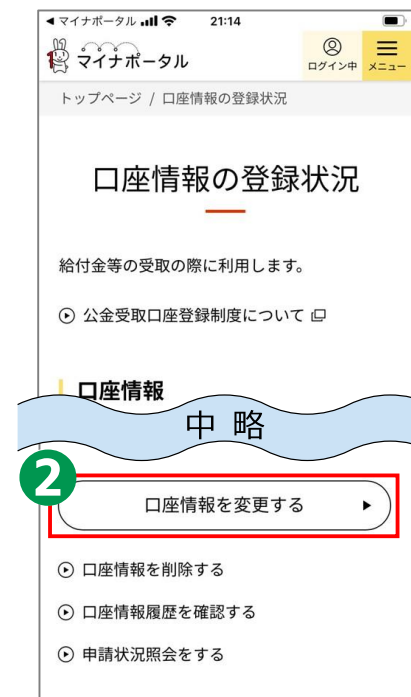 マイナポータル 21:14
マイナポータル
ログイン中 メニュー
トップページ / 口座情報の登録状況
口座情報の登録状況
給付金等の受取の際に利用します。
公金受取口座登録制度について
口座情報
中 略
2
口座情報を変更する
口座情報を削除する
口座情報履歴を確認する
申請状況照会をする